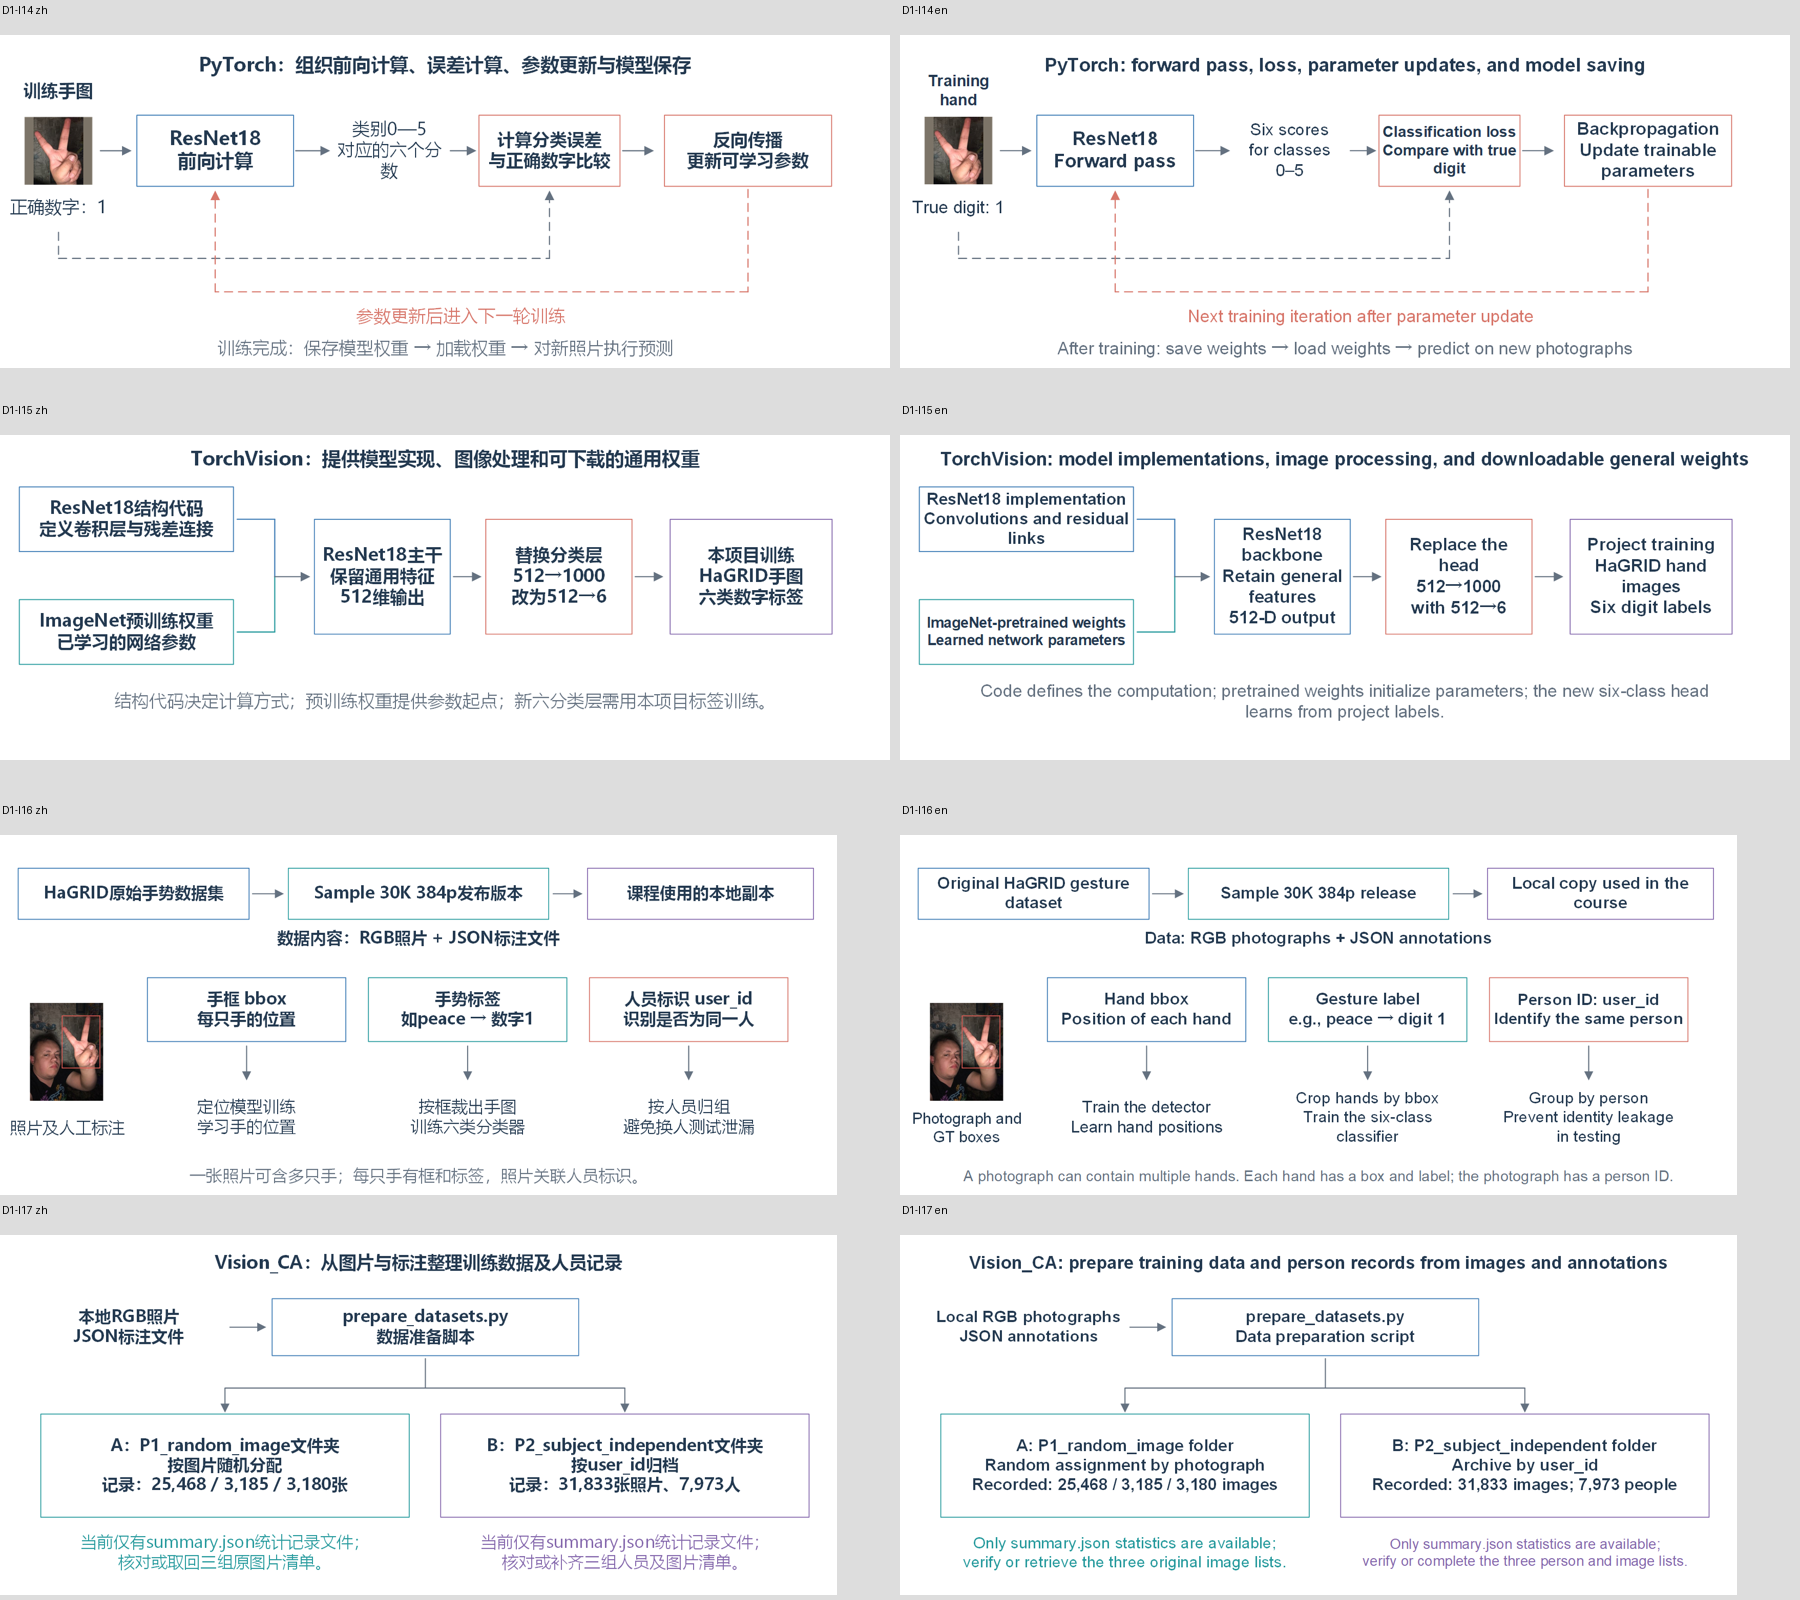 D1-I14 zh
PyTorch：组织前向计算、误差计算、参数更新与模型保存
训练手图
ResNet18
前向计算
类别0—5
对应的六个分
数
计算分类误差
与正确数字比较
反向传播
更新可学习参数
正确数字：1
参数更新后进入下一轮训练
训练完成：保存模型权重 → 加载权重 → 对新照片执行预测
D1-I14 en
PyTorch: forward pass, loss, parameter updates, and model saving
Training
hand
ResNet18
Forward pass
Six scores
for classes
0–5
Classification loss
Compare with true
digit
Backpropagation
Update trainable
parameters
True digit: 1
Next training iteration after parameter update
After training: save weights → load weights → predict on new photographs
D1-I15 zh
TorchVision：提供模型实现、图像处理和可下载的通用权重
ResNet18结构代码
定义卷积层与残差连接
ImageNet预训练权重
已学习的网络参数
ResNet18主干
保留通用特征
512维输出
替换分类层
512→1000
改为512→6
本项目训练
HaGRID手图
六类数字标签
结构代码决定计算方式；预训练权重提供参数起点；新六分类层需用本项目标签训练。
D1-I15 en
TorchVision: model implementations, image processing, and downloadable general weights
ResNet18 implementation
Convolutions and residual
links
ImageNet-pretrained weights
Learned network parameters
ResNet18
backbone
Retain general
features
512-D output
Replace the
head
512→1000
with 512→6
Project training
HaGRID hand
images
Six digit labels
Code defines the computation; pretrained weights initialize parameters; the new six-class head
learns from project labels.
D1-I16 zh
HaGRID原始手势数据集
Sample 30K 384p发布版本
课程使用的本地副本
数据内容：RGB照片 + JSON标注文件
手框 bbox
每只手的位置
手势标签
如peace → 数字1
人员标识 user_id
识别是否为同一人
照片及人工标注
定位模型训练
学习手的位置
按框裁出手图
训练六类分类器
按人员归组
避免换人测试泄漏
一张照片可含多只手；每只手有框和标签，照片关联人员标识。
D1-I16 en
Original HaGRID gesture
dataset
Sample 30K 384p release
Local copy used in the
course
Data: RGB photographs + JSON annotations
Hand bbox
Position of each hand
Gesture label
e.g., peace → digit 1
Person ID: user_id
Identify the same person
Photograph and
GT boxes
Train the detector
Learn hand positions
Crop hands by bbox
Train the six-class
classifier
Group by person
Prevent identity leakage
in testing
A photograph can contain multiple hands. Each hand has a box and label; the photograph has a person ID.
D1-I17 zh
Vision_CA：从图片与标注整理训练数据及人员记录
本地RGB照片
JSON标注文件
prepare_datasets.py
数据准备脚本
A：P1_random_image文件夹
按图片随机分配
记录：25,468 / 3,185 / 3,180张
B：P2_subject_independent文件夹
按user_id归档
记录：31,833张照片、7,973人
当前仅有summary.json统计记录文件；
核对或取回三组原图片清单。
当前仅有summary.json统计记录文件；
核对或补齐三组人员及图片清单。
D1-I17 en
Vision_CA: prepare training data and person records from images and annotations
Local RGB photographs
JSON annotations
prepare_datasets.py
Data preparation script
A: P1_random_image folder
Random assignment by photograph
Recorded: 25,468 / 3,185 / 3,180 images
B: P2_subject_independent folder
Archive by user_id
Recorded: 31,833 images; 7,973 people
Only summary.json statistics are available;
verify or retrieve the three original image lists.
Only summary.json statistics are available;
verify or complete the three person and image lists.